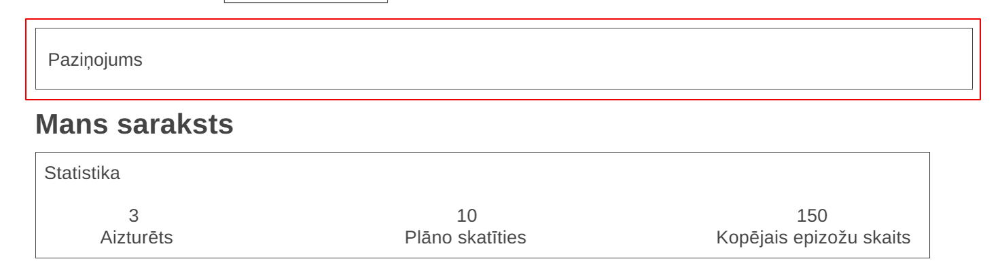 Paziņojums
Mans saraksts
Statistika
3 10 150
Aizturēts Plāno skatīties Kopējais epizožu skaits